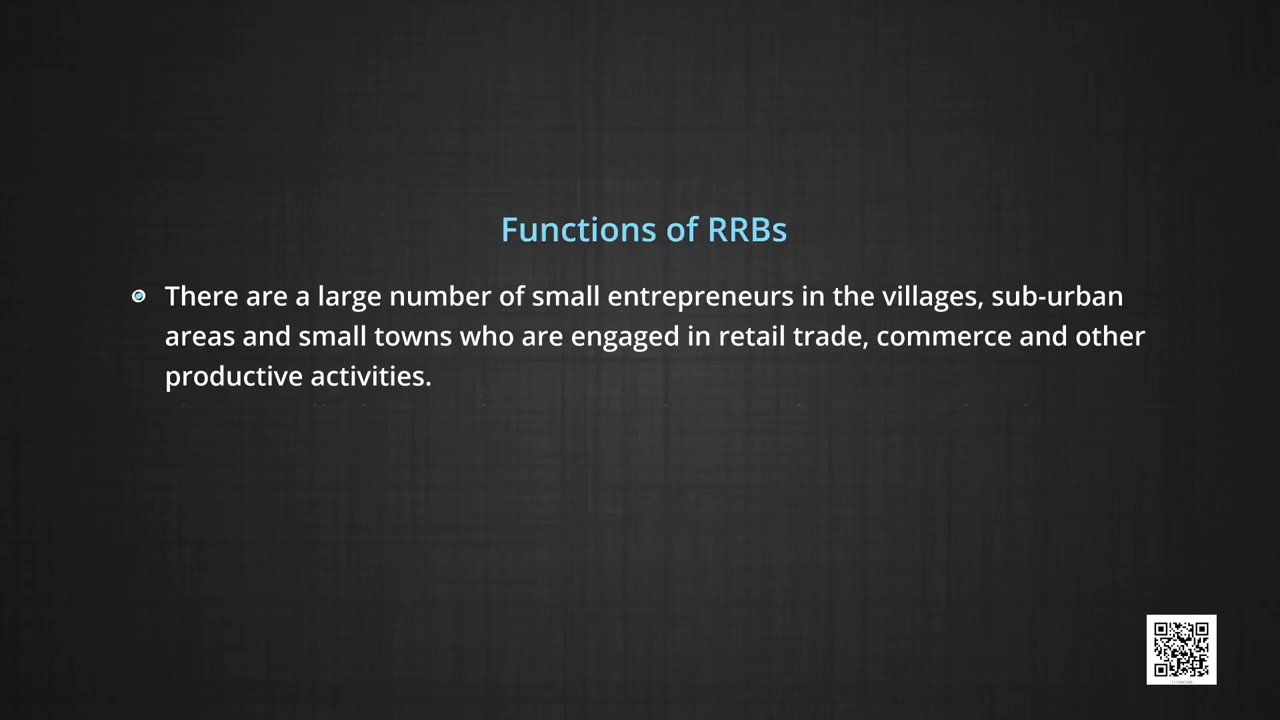 Functions of RRBs
There are a large number of small entrepreneurs in the villages, sub-urban
areas and small towns who are engaged in retail trade, commerce and other
productive activities.